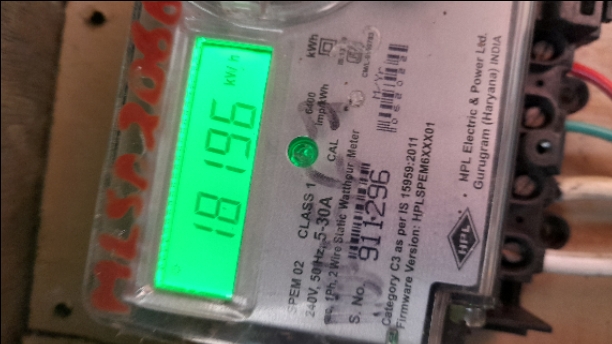 18196
kWh
6400
imp/kWh
CAL
SPEM 02 CLASS 1
240V, 50Hz, 5-30A
1Ph, 2 Wire Static Watthour Meter
S. No. 911296
Category C3 as per IS 15959:2011
Firmware Version: HPLSPEM6XXX01
HPL
HPL Electric & Power Ltd.
Gurugram (Haryana) INDIA